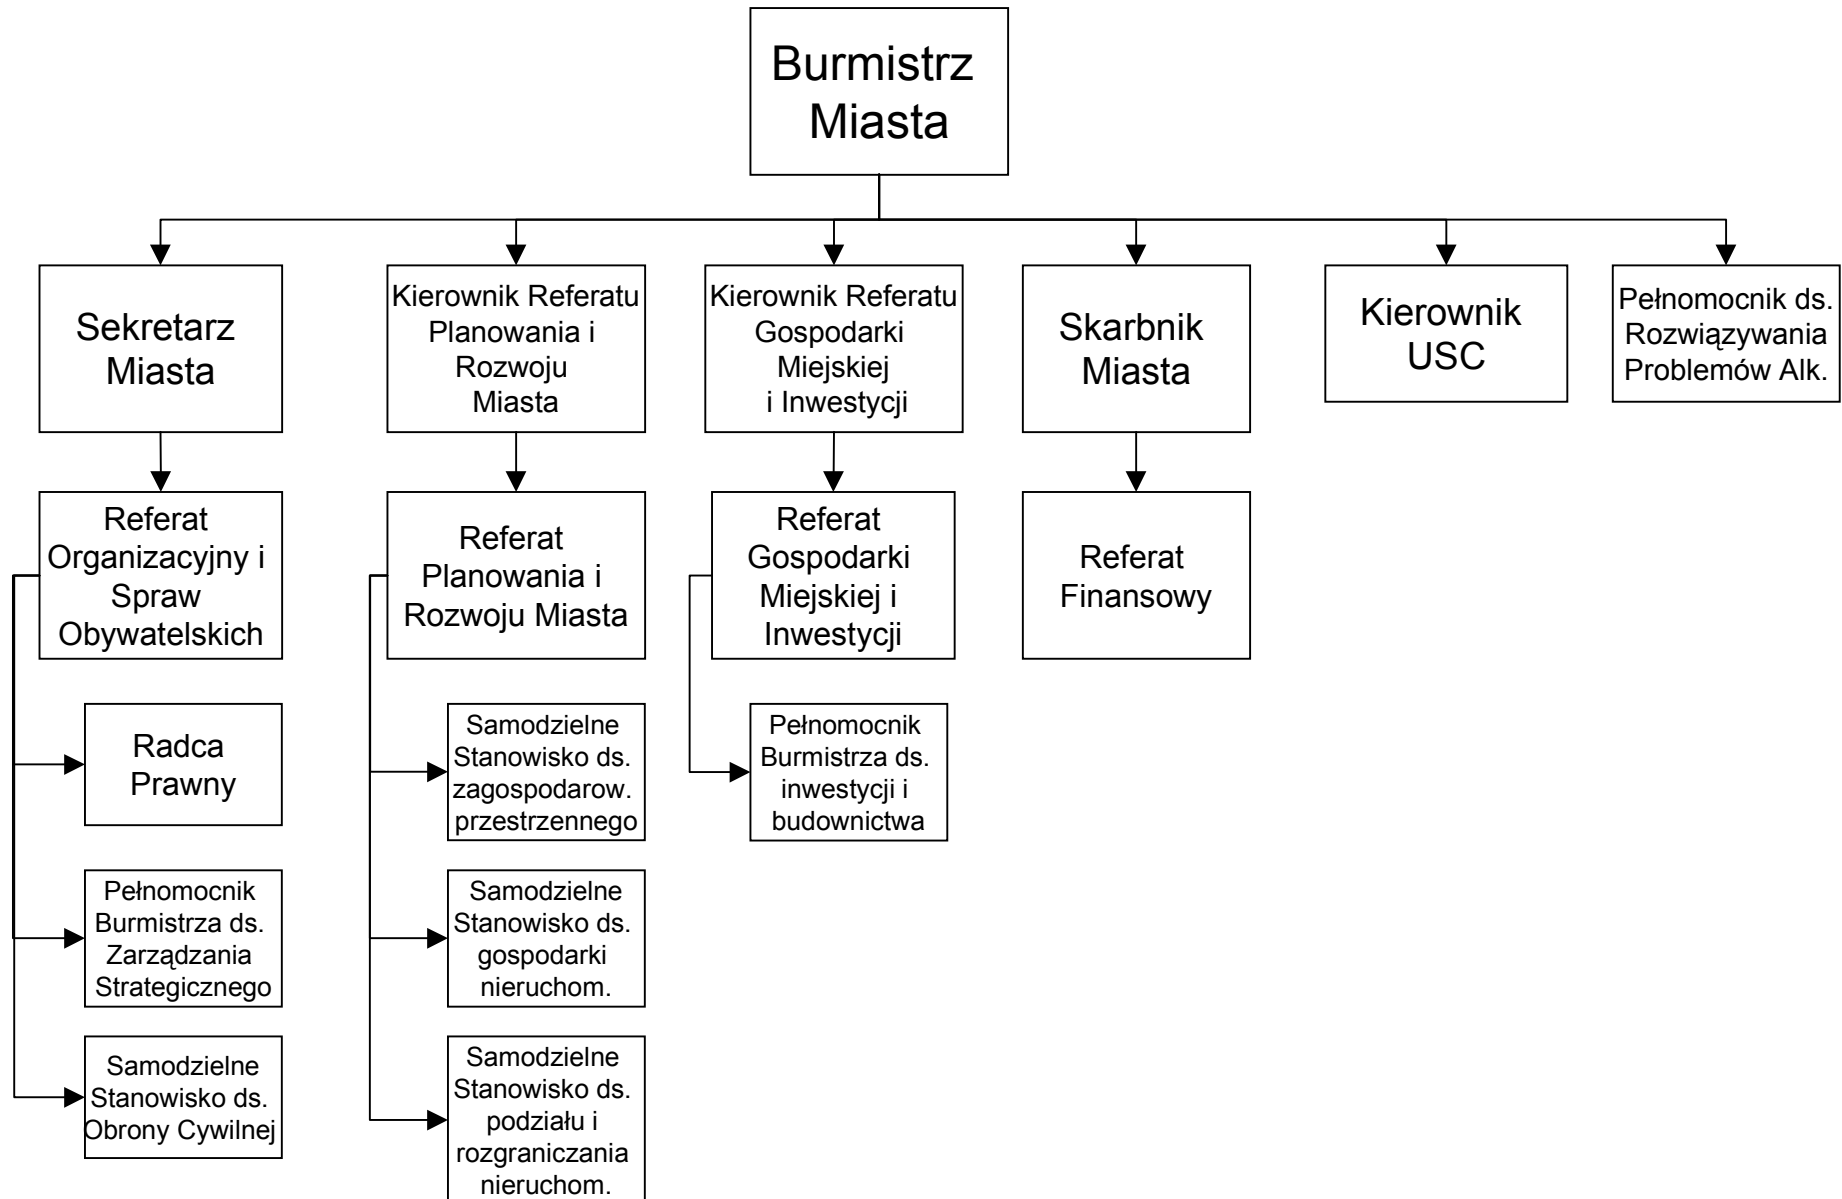 Burmistrz
Miasta
Sekretarz
Miasta
Kierownik Referatu
Planowania i
Rozwoju
Miasta
Kierownik Referatu
Gospodarki
Miejskiej
i Inwestycji
Skarbnik
Miasta
Kierownik
USC
Pełnomocnik ds.
Rozwiązywania
Problemów Alk.
Referat
Organizacyjny i
Spraw
Obywatelskich
Referat
Planowania i
Rozwoju Miasta
Referat
Gospodarki
Miejskiej i
Inwestycji
Referat
Finansowy
Radca
Prawny
Samodzielne
Stanowisko ds.
zagospodarow.
przestrzennego
Pełnomocnik
Burmistrza ds.
inwestycji i
budownictwa
Pełnomocnik
Burmistrza ds.
Zarządzania
Strategicznego
Samodzielne
Stanowisko ds.
gospodarki
nieruchom.
Samodzielne
Stanowisko ds.
Obrony Cywilnej
Samodzielne
Stanowisko ds.
podziału i
rozgraniczania
nieruchom.